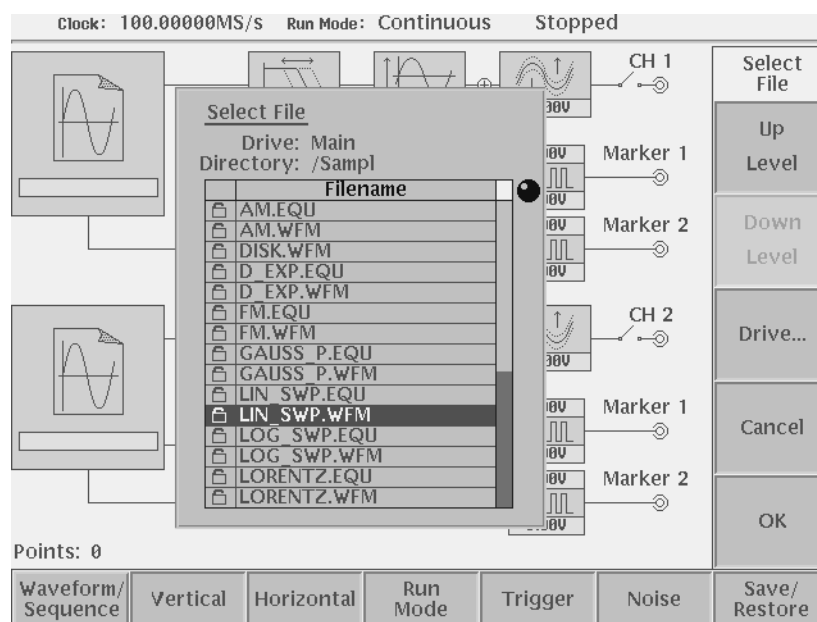 Clock: 100.00000MS/s Run Mode: Continuous Stopped
CH 1
Select File
Drive: Main
Directory: /Sampl
Filename
AM.EQU
AM.WFM
DISK.WFM
D_EXP.EQU
D_EXP.WFM
FM.EQU
FM.WFM
GAUSS_P.EQU
GAUSS_P.WFM
LIN_SWP.EQU
LIN_SWP.WFM
LOG_SWP.EQU
LOG_SWP.WFM
LORENTZ.EQU
LORENTZ.WFM
Marker 1
Marker 2
CH 2
Marker 1
Marker 2
Select
File
Up
Level
Down
Level
Drive...
Cancel
OK
Points: 0
Waveform/
Sequence
Vertical
Horizontal
Run
Mode
Trigger
Noise
Save/
Restore